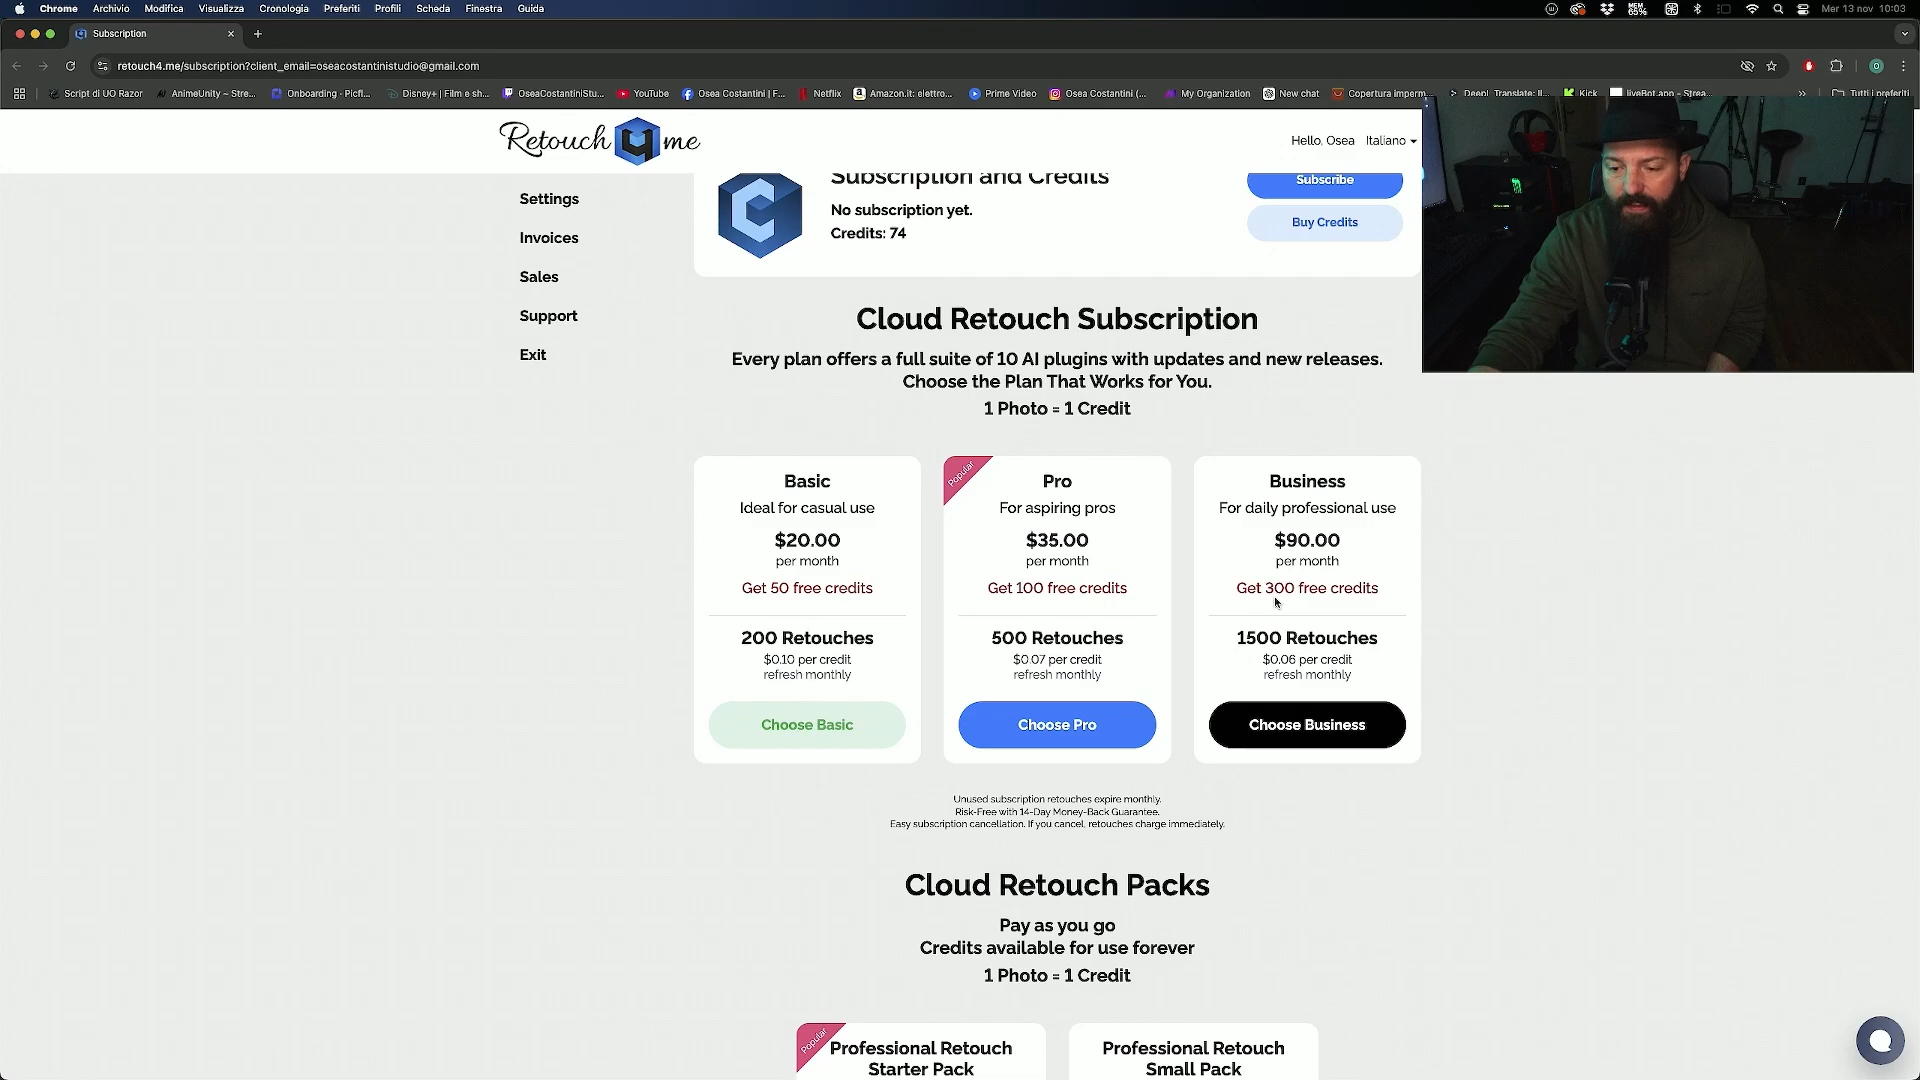 Chrome Archivio Modifica Visualizza Cronologia Preferiti Profili Scheda Finestra Guida
MEM 65% Mer 13 nov 10:03
Subscription
retouch4.me/subscription?client_email=oseacostantinistudio@gmail.com
Script di UO Razor AnimeUnity ~ Stre... Onboarding - Picfl... Disney+ | Film e sh... OseaCostantiniStu... YouTube Osea Costantini | F... Netflix Amazon.it: elettro... Prime Video Osea Costantini (... My Organization New chat Copertura imperm... DeepL Translate: Il... Kick liveBot.app - Strea... Tutti i preferiti
Retouch 4 me
Hello, Osea Italiano
Settings
Invoices
Sales
Support
Exit
Subscription and Credits
No subscription yet.
Credits: 74
Subscribe
Buy Credits
Cloud Retouch Subscription
Every plan offers a full suite of 10 AI plugins with updates and new releases.
Choose the Plan That Works for You.
1 Photo = 1 Credit
Basic
Ideal for casual use
$20.00
per month
Get 50 free credits
200 Retouches
$0.10 per credit
refresh monthly
Choose Basic
Popular
Pro
For aspiring pros
$35.00
per month
Get 100 free credits
500 Retouches
$0.07 per credit
refresh monthly
Choose Pro
Business
For daily professional use
$90.00
per month
Get 300 free credits
1500 Retouches
$0.06 per credit
refresh monthly
Choose Business
Unused subscription retouches expire monthly.
Risk-Free with 14-Day Money-Back Guarantee.
Easy subscription cancellation. If you cancel, retouches charge immediately.
Cloud Retouch Packs
Pay as you go
Credits available for use forever
1 Photo = 1 Credit
Popular
Professional Retouch
Starter Pack
Professional Retouch
Small Pack